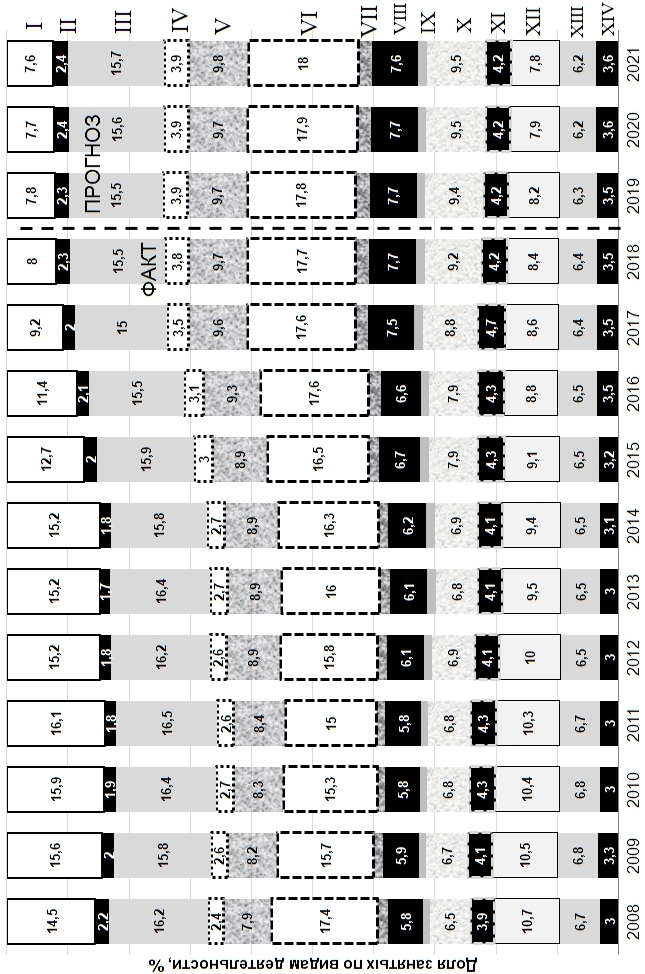 Доля занятых по видам деятельности, %
14,5 15,6 15,9 16,1 15,2 15,2 15,2 12,7 11,4 9,2 8 7,8 7,7 7,6 I
2,2 2 1,9 1,8 1,8 1,7 1,8 2 2,1 2 2,3 2,3 2,4 2,4 II
ПРОГНОЗ
16,2 15,8 16,4 16,5 16,2 16,4 15,8 15,9 15,5 15 15,5 15,5 15,6 15,7
ФАКТ
2,4 2,6 2,7 2,6 2,6 2,7 2,7 3 3,1 3,5 3,8 3,9 3,9 3,9 IV
7,9 8,2 8,3 8,4 8,9 8,9 8,9 8,9 9,3 9,6 9,7 9,7 9,7 9,8 V
17,4 15,7 15,3 15 15,8 16 16,3 16,5 17,6 17,6 17,7 17,8 17,9 18 VI
VII
5,8 5,9 5,8 5,8 6,1 6,1 6,2 6,7 6,6 7,5 7,7 7,7 7,7 7,6 VIII
IX
6,5 6,7 6,8 6,8 6,9 6,8 6,9 7,9 7,9 8,8 9,2 9,4 9,5 9,5 X
3,9 4,1 4,3 4,3 4,1 4,1 4,1 4,3 4,3 4,7 4,2 4,2 4,2 4,2 XI
10,7 10,5 10,4 10,3 10 9,5 9,4 9,1 8,8 8,6 8,4 8,2 7,9 7,8 XII
6,7 6,8 6,8 6,7 6,5 6,5 6,5 6,5 6,5 6,4 6,4 6,3 6,2 6,2 XIII
3 3,3 3 3 3 3 3,1 3,2 3,5 3,5 3,5 3,5 3,6 3,6 XIV
2008 2009 2010 2011 2012 2013 2014 2015 2016 2017 2018 2019 2020 2021